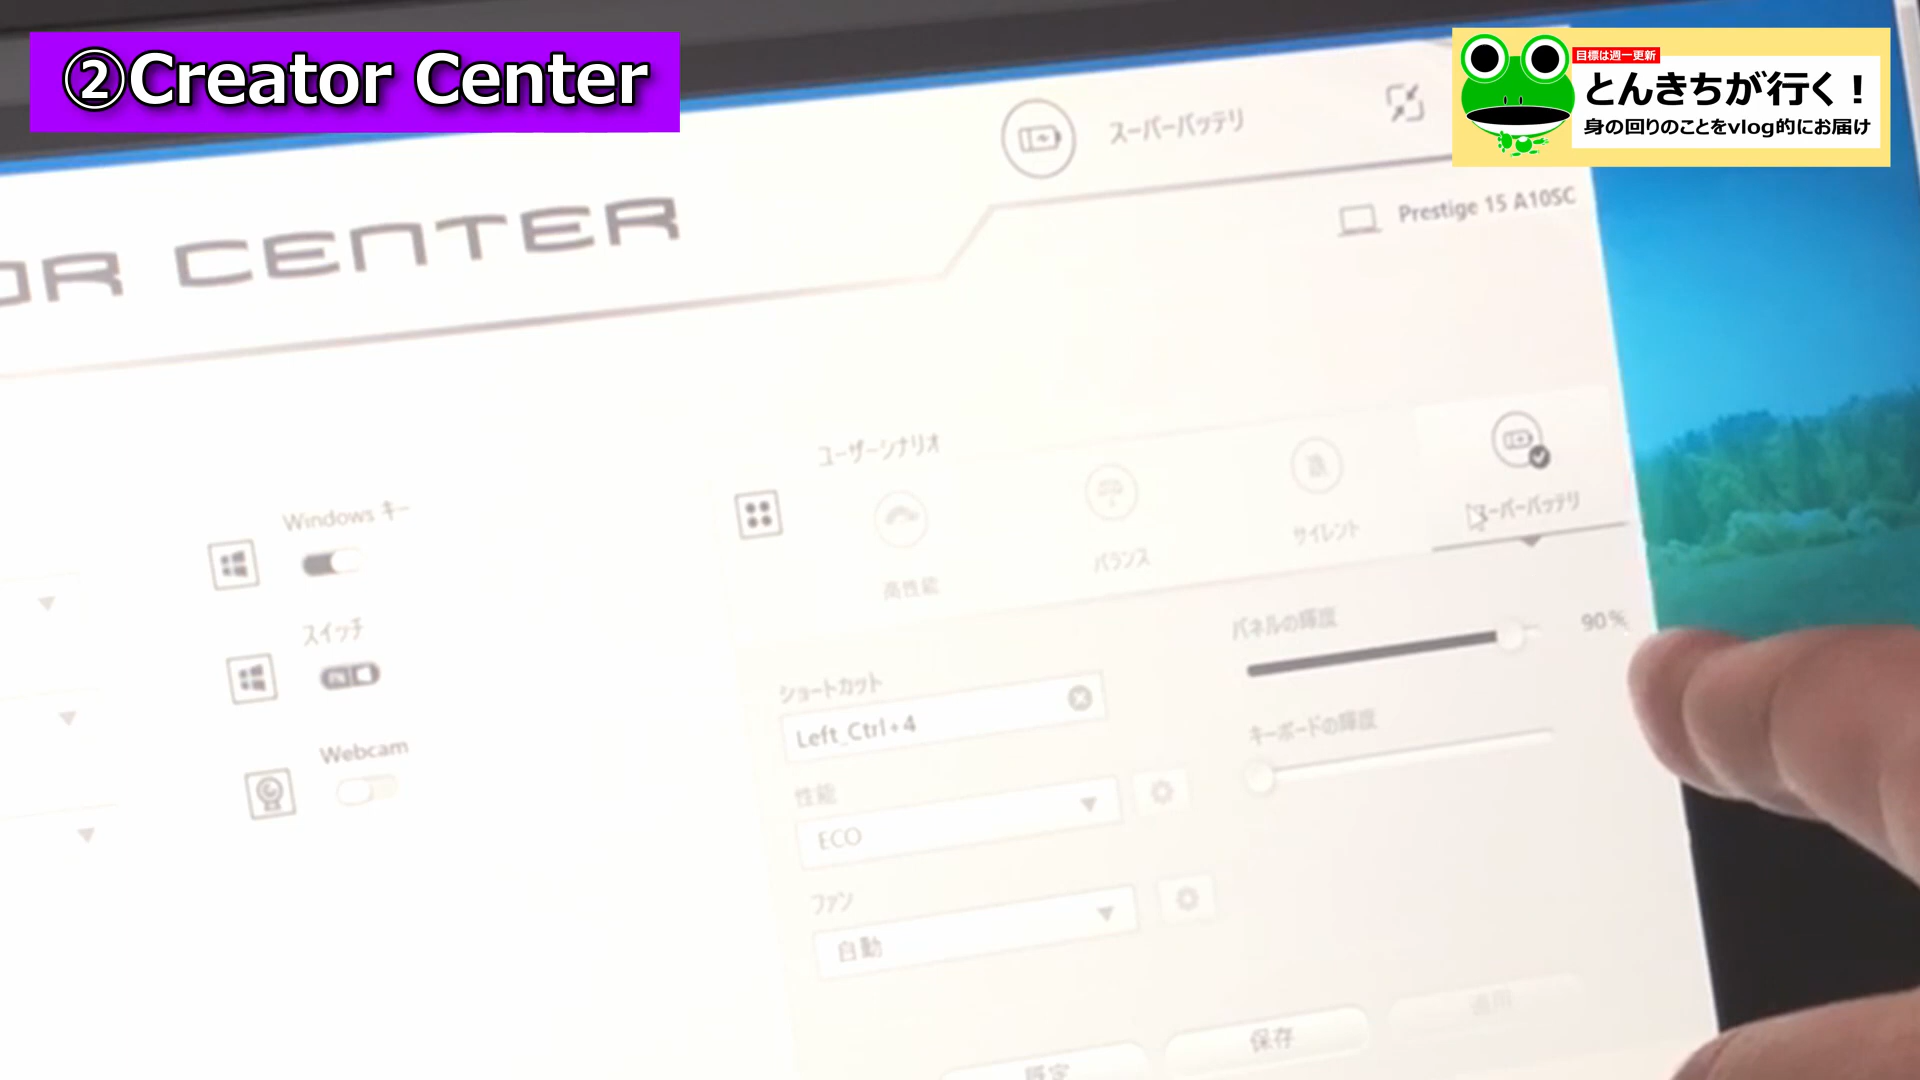 ②Creator Center
目標は週一更新
とんきちが行く！
身の回りのことをvlog的にお届け
スーパーバッテリ
Prestige 15 A10SC
OR CENTER
ユーザーシナリオ
高性能
バランス
サイレント
スーパーバッテリ
Windows キー
スイッチ
FN
Webcam
ショートカット
Left_Ctrl+4
性能
ECO
ファン
自動
パネルの輝度
90%
キーボードの輝度
既定
保存
適用